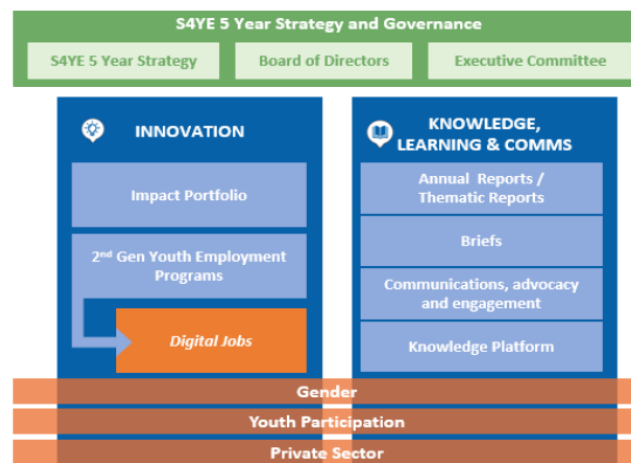 S4YE 5 Year Strategy and Governance
S4YE 5 Year Strategy
Board of Directors
Executive Committee
INNOVATION
Impact Portfolio
2nd Gen Youth Employment
Programs
Digital Jobs
KNOWLEDGE,
LEARNING & COMMS
Annual Reports /
Thematic Reports
Briefs
Communications, advocacy
and engagement
Knowledge Platform
Gender
Youth Participation
Private Sector